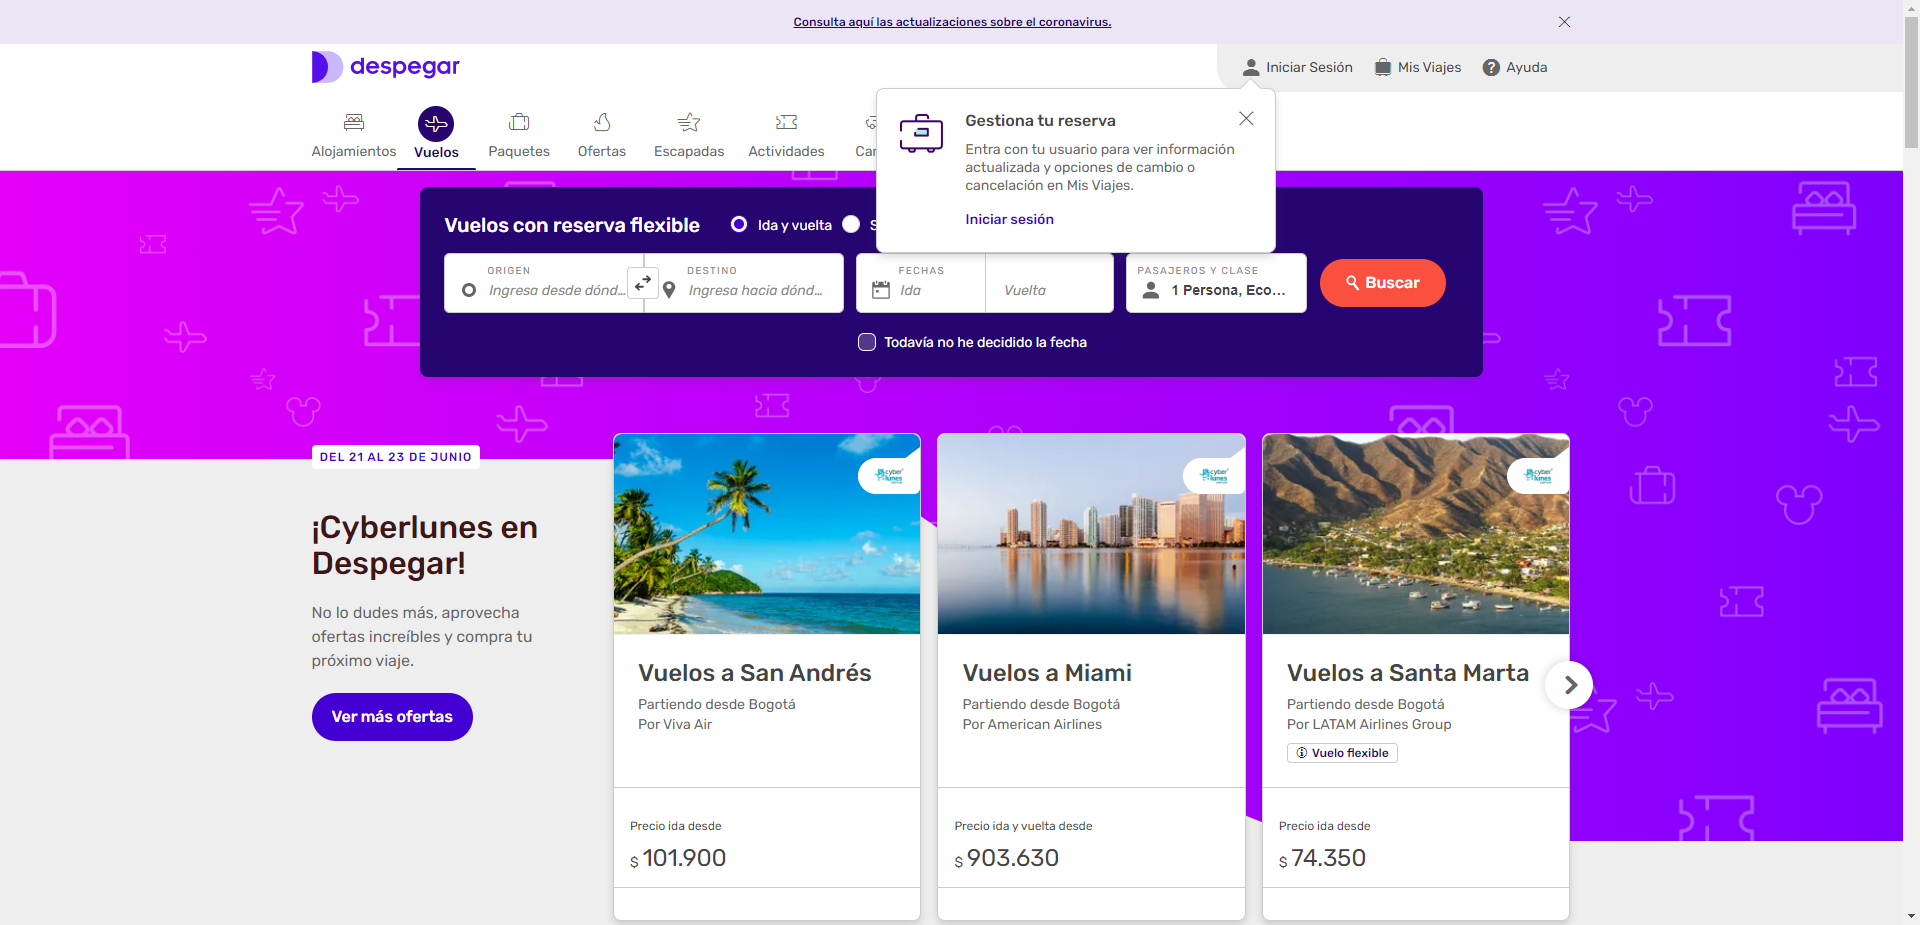 Consulta aquí las actualizaciones sobre el coronavirus.
despegar
Iniciar Sesión
Mis Viajes
Ayuda
Alojamientos
Vuelos
Paquetes
Ofertas
Escapadas
Actividades
Gestiona tu reserva
Entra con tu usuario para ver información
actualizada y opciones de cambio o
cancelación en Mis Viajes.
Iniciar sesión
Vuelos con reserva flexible
Ida y vuelta
ORIGEN
Ingresa desde dónd...
DESTINO
Ingresa hacia dónd...
FECHAS
Ida
Vuelta
PASAJEROS Y CLASE
1 Persona, Eco...
Buscar
Todavía no he decidido la fecha
DEL 21 AL 23 DE JUNIO
¡Cyberlunes en
Despegar!
No lo dudes más, aprovecha
ofertas increíbles y compra tu
próximo viaje.
Ver más ofertas
cyber
lunes
Vuelos a San Andrés
Partiendo desde Bogotá
Por Viva Air
Precio ida desde
$ 101.900
cyber
lunes
Vuelos a Miami
Partiendo desde Bogotá
Por American Airlines
Precio ida y vuelta desde
$ 903.630
cyber
lunes
Vuelos a Santa Marta
Partiendo desde Bogotá
Por LATAM Airlines Group
Vuelo flexible
Precio ida desde
$ 74.350